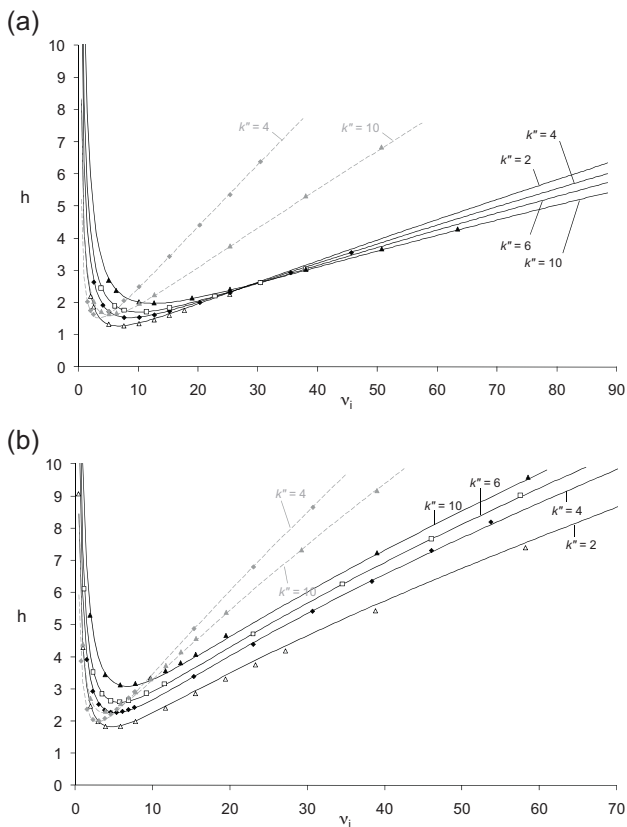 (a)
10
9
8
7
6
5
4
3
2
1
0
h
k" = 4
k" = 10
k" = 2
k" = 4
k" = 6
k" = 10
0 10 20 30 40 50 60 70 80 90
νi
(b)
10
9
8
7
6
5
4
3
2
1
0
h
k" = 4
k" = 10
k" = 10
k" = 6
k" = 4
k" = 2
0 10 20 30 40 50 60 70
νi